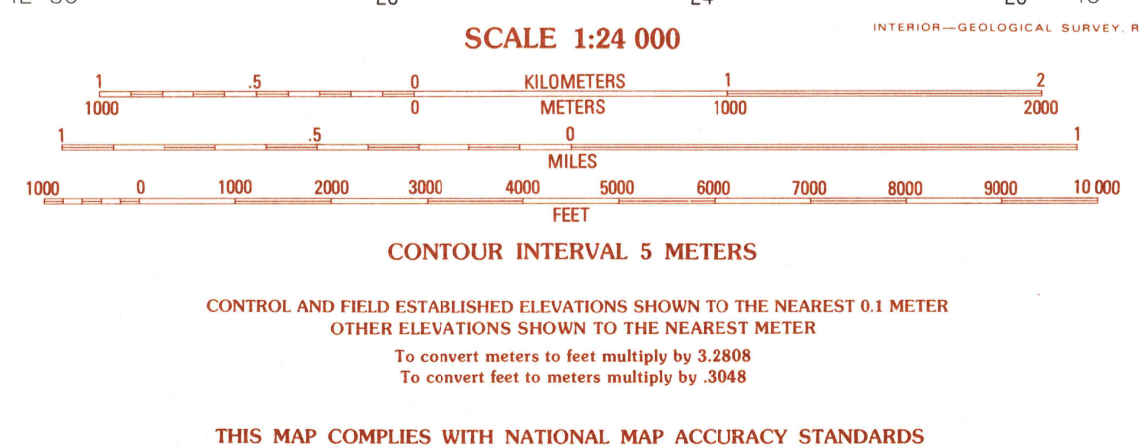 SCALE 1:24 000
INTERIOR—GEOLOGICAL SURVEY, R
1 .5 0 KILOMETERS 1 2
1000 0 METERS 1000 2000
1 .5 0 1
MILES
1000 0 1000 2000 3000 4000 5000 6000 7000 8000 9000 10 000
FEET
CONTOUR INTERVAL 5 METERS
CONTROL AND FIELD ESTABLISHED ELEVATIONS SHOWN TO THE NEAREST 0.1 METER
OTHER ELEVATIONS SHOWN TO THE NEAREST METER
To convert meters to feet multiply by 3.2808
To convert feet to meters multiply by .3048
THIS MAP COMPLIES WITH NATIONAL MAP ACCURACY STANDARDS